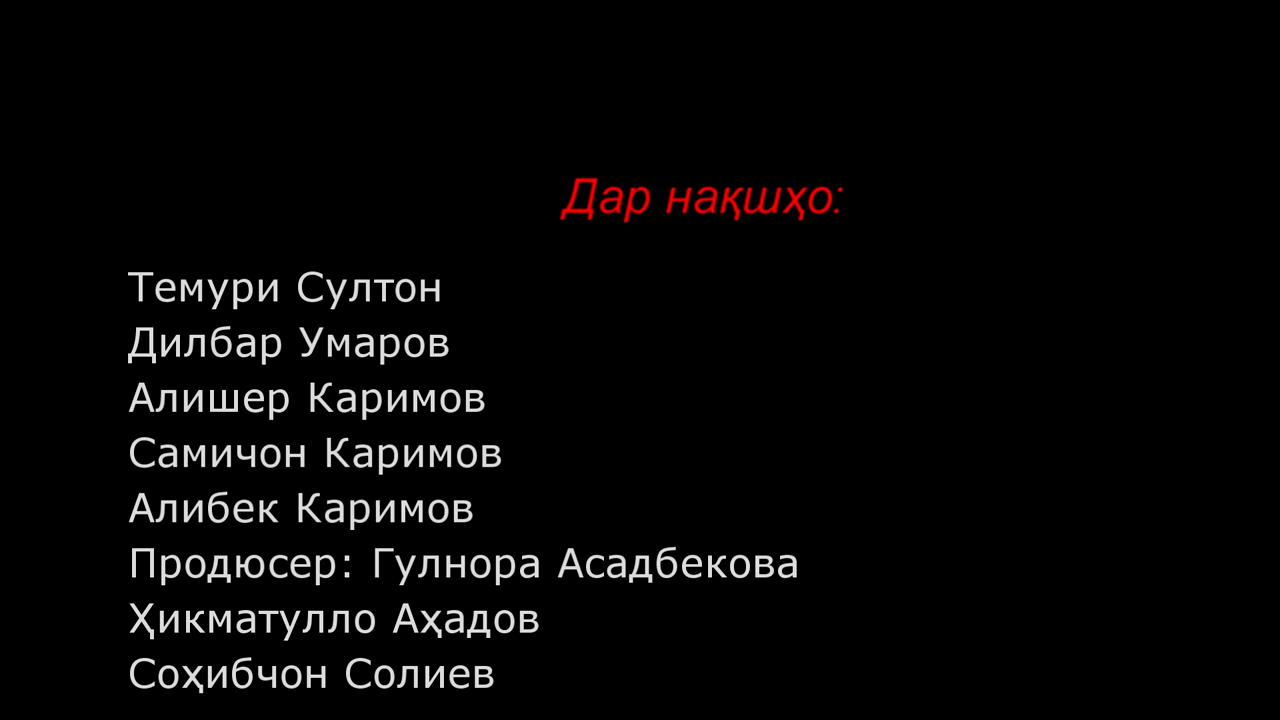 Дар нақшҳо:
Темури Султон
Дилбар Умаров
Алишер Каримов
Самичон Каримов
Алибек Каримов
Продюсер: Гулнора Асадбекова
Ҳикматулло Аҳадов
Соҳибчон Солиев